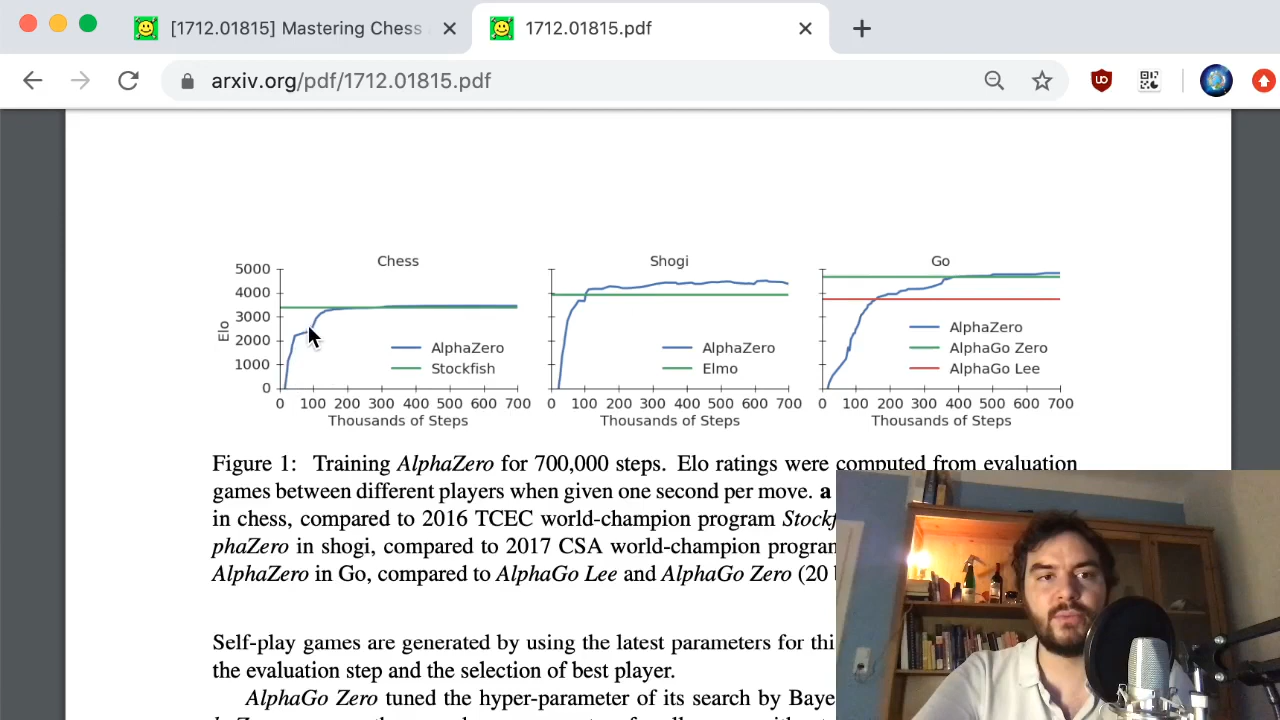 [1712.01815] Mastering Chess
1712.01815.pdf
arxiv.org/pdf/1712.01815.pdf
Chess
Shogi
Go
5000
4000
3000
2000
1000
0
Elo
AlphaZero
Stockfish
0 100 200 300 400 500 600 700
Thousands of Steps
AlphaZero
Elmo
0 100 200 300 400 500 600 700
Thousands of Steps
AlphaZero
AlphaGo Zero
AlphaGo Lee
0 100 200 300 400 500 600 700
Thousands of Steps
Figure 1: Training AlphaZero for 700,000 steps. Elo ratings were computed from evaluation
games between different players when given one second per move. a
in chess, compared to 2016 TCEC world-champion program Stockf
phaZero in shogi, compared to 2017 CSA world-champion program
AlphaZero in Go, compared to AlphaGo Lee and AlphaGo Zero (20
Self-play games are generated by using the latest parameters for thi
the evaluation step and the selection of best player.
AlphaGo Zero tuned the hyper-parameter of its search by Baye